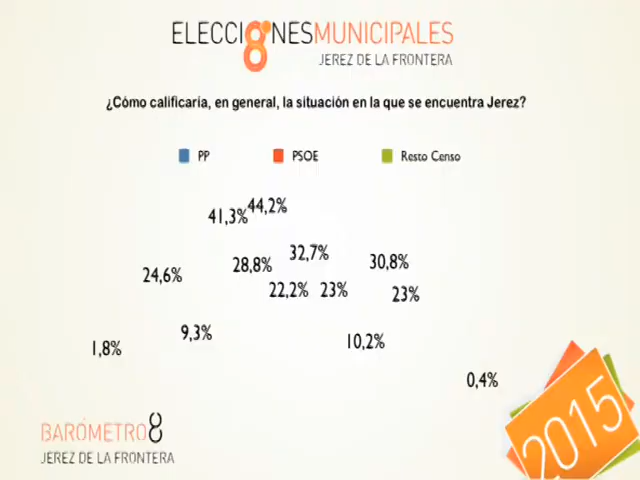 ELECCI8NESMUNICIPALES
JEREZ DE LA FRONTERA
¿Cómo calificaría, en general, la situación en la que se encuentra Jerez?
PP PSOE Resto Censo
41,3% 44,2%
24,6% 28,8% 32,7% 30,8%
22,2% 23% 23%
1,8% 9,3% 10,2%
0,4%
BARÓMETRO8
JEREZ DE LA FRONTERA
2015